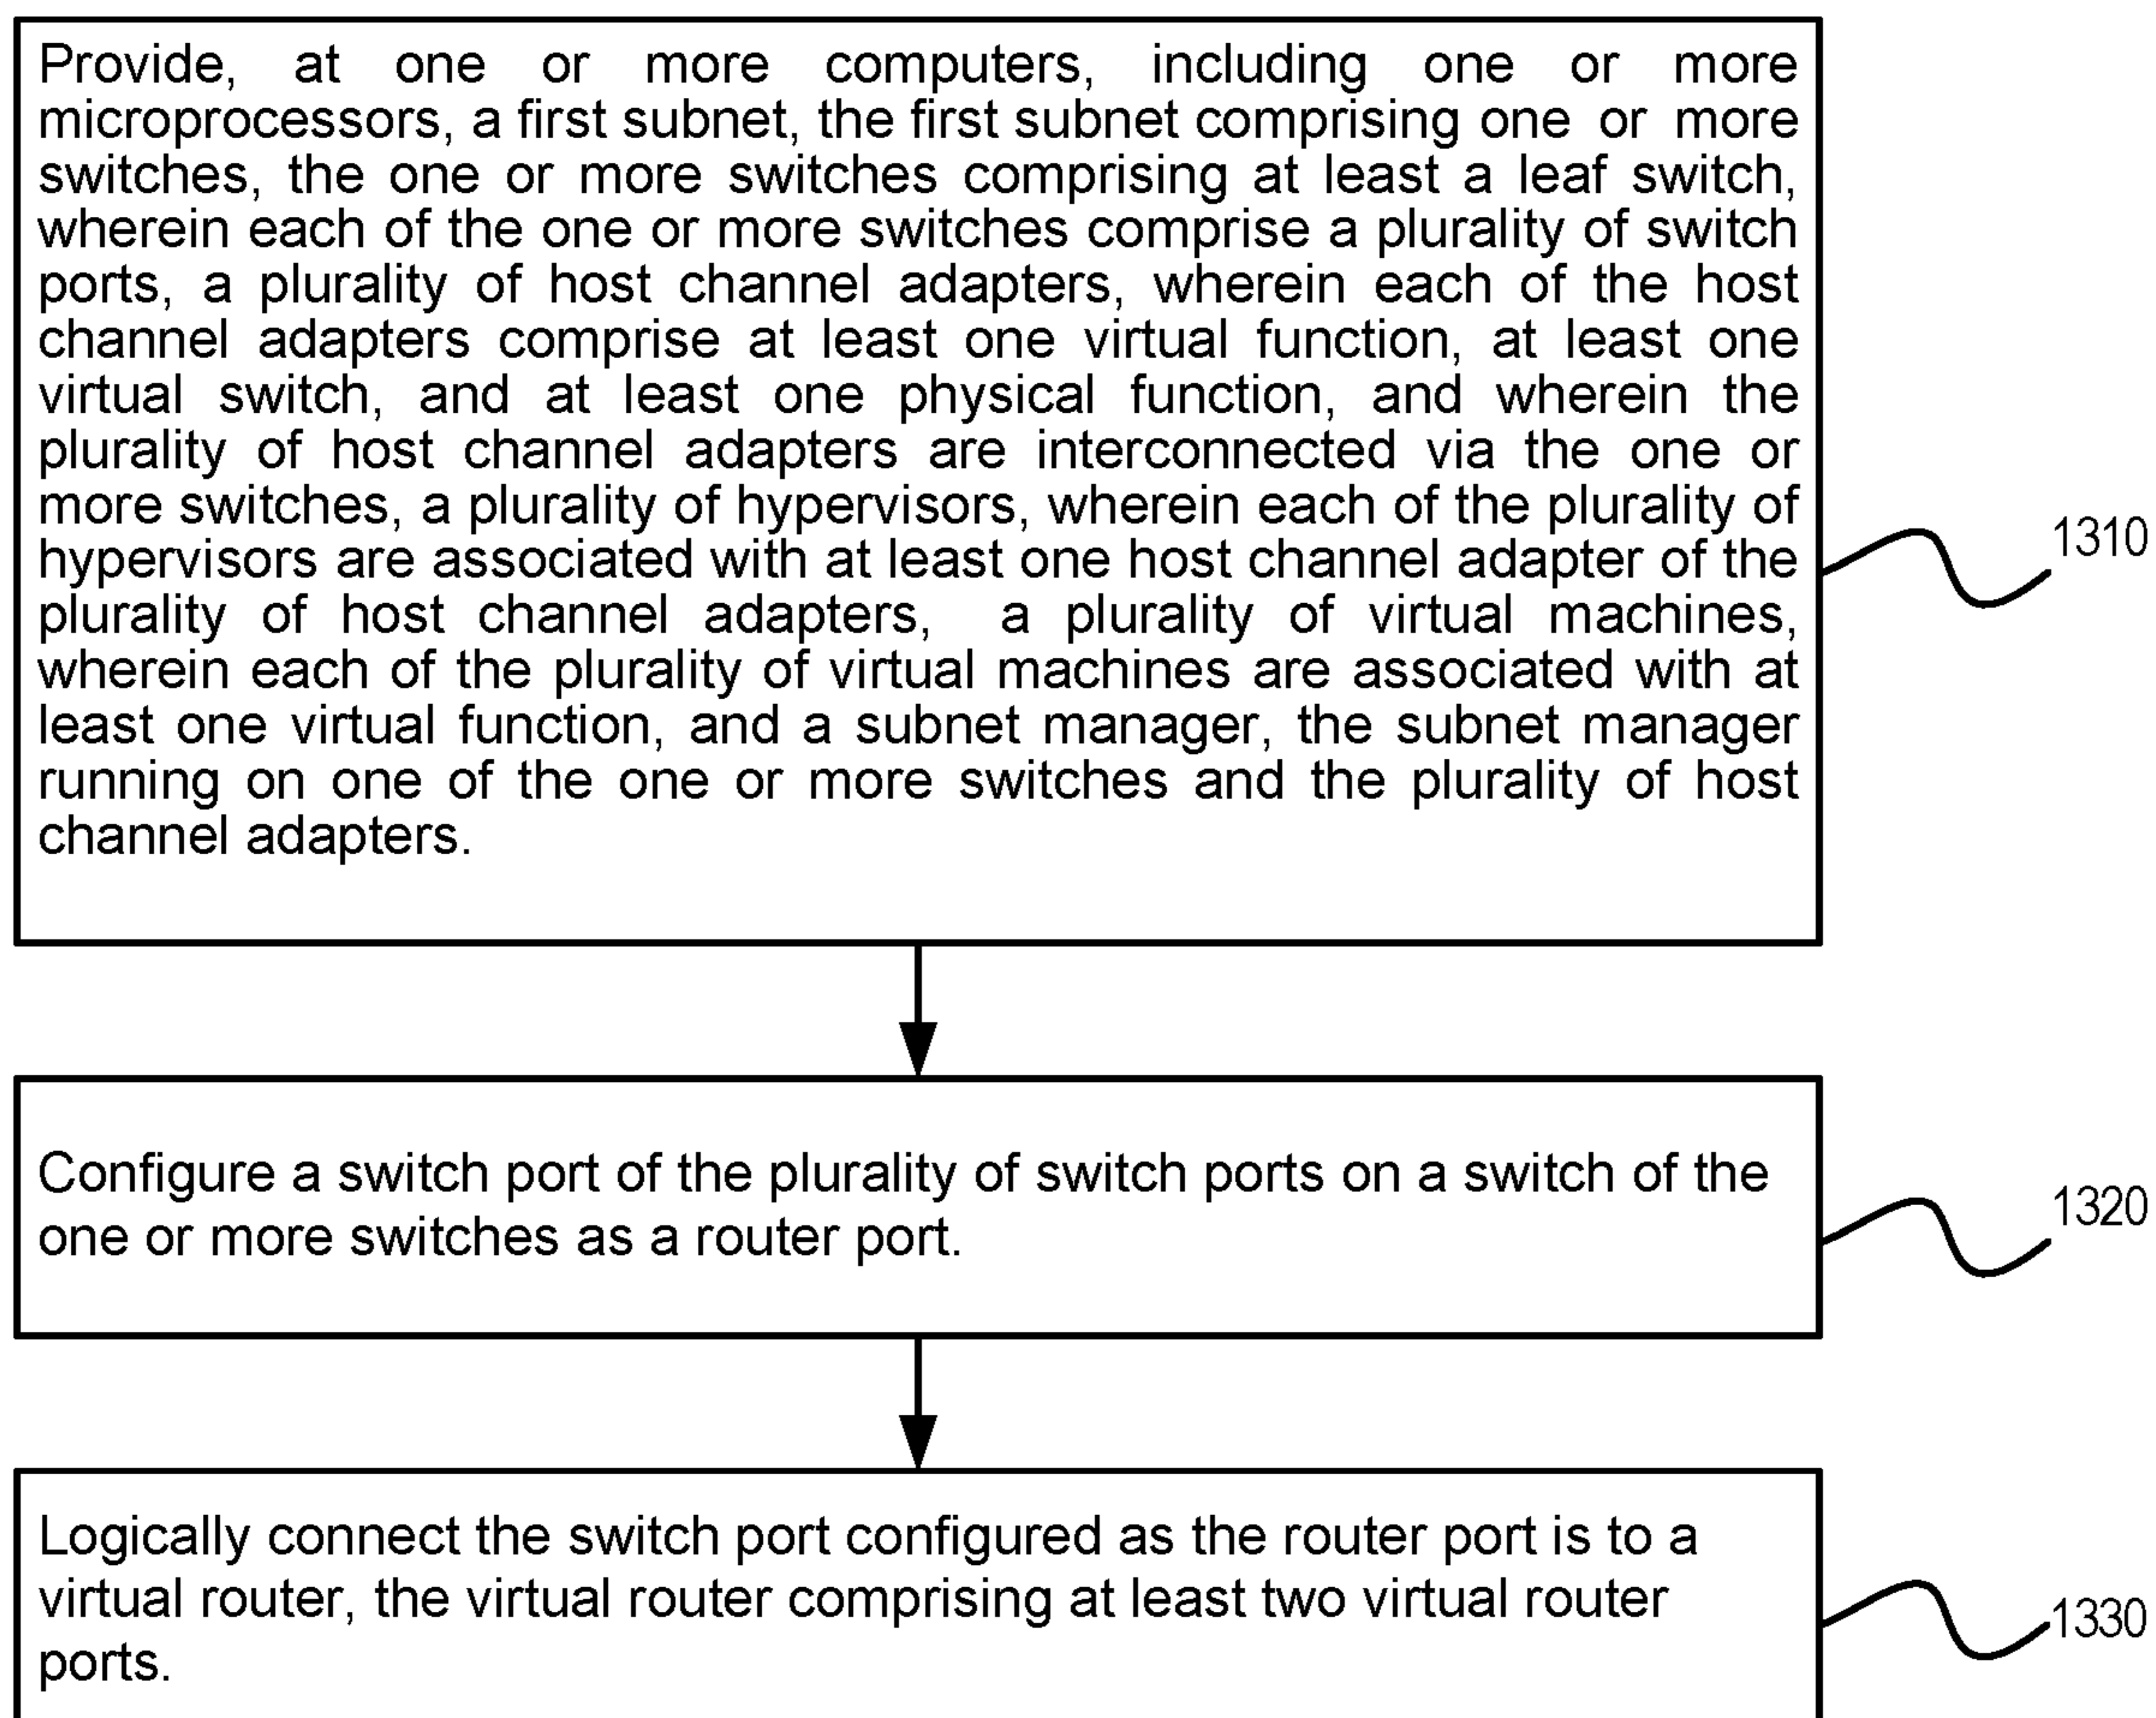 Provide, at one or more computers, including one or more
microprocessors, a first subnet, the first subnet comprising one or more
switches, the one or more switches comprising at least a leaf switch,
wherein each of the one or more switches comprise a plurality of switch
ports, a plurality of host channel adapters, wherein each of the host
channel adapters comprise at least one virtual function, at least one
virtual switch, and at least one physical function, and wherein the
plurality of host channel adapters are interconnected via the one or
more switches, a plurality of hypervisors, wherein each of the plurality of
hypervisors are associated with at least one host channel adapter of the
plurality of host channel adapters, a plurality of virtual machines,
wherein each of the plurality of virtual machines are associated with at
least one virtual function, and a subnet manager, the subnet manager
running on one of the one or more switches and the plurality of host
channel adapters.
1310
Configure a switch port of the plurality of switch ports on a switch of the
one or more switches as a router port.
1320
Logically connect the switch port configured as the router port is to a
virtual router, the virtual router comprising at least two virtual router
ports.
1330